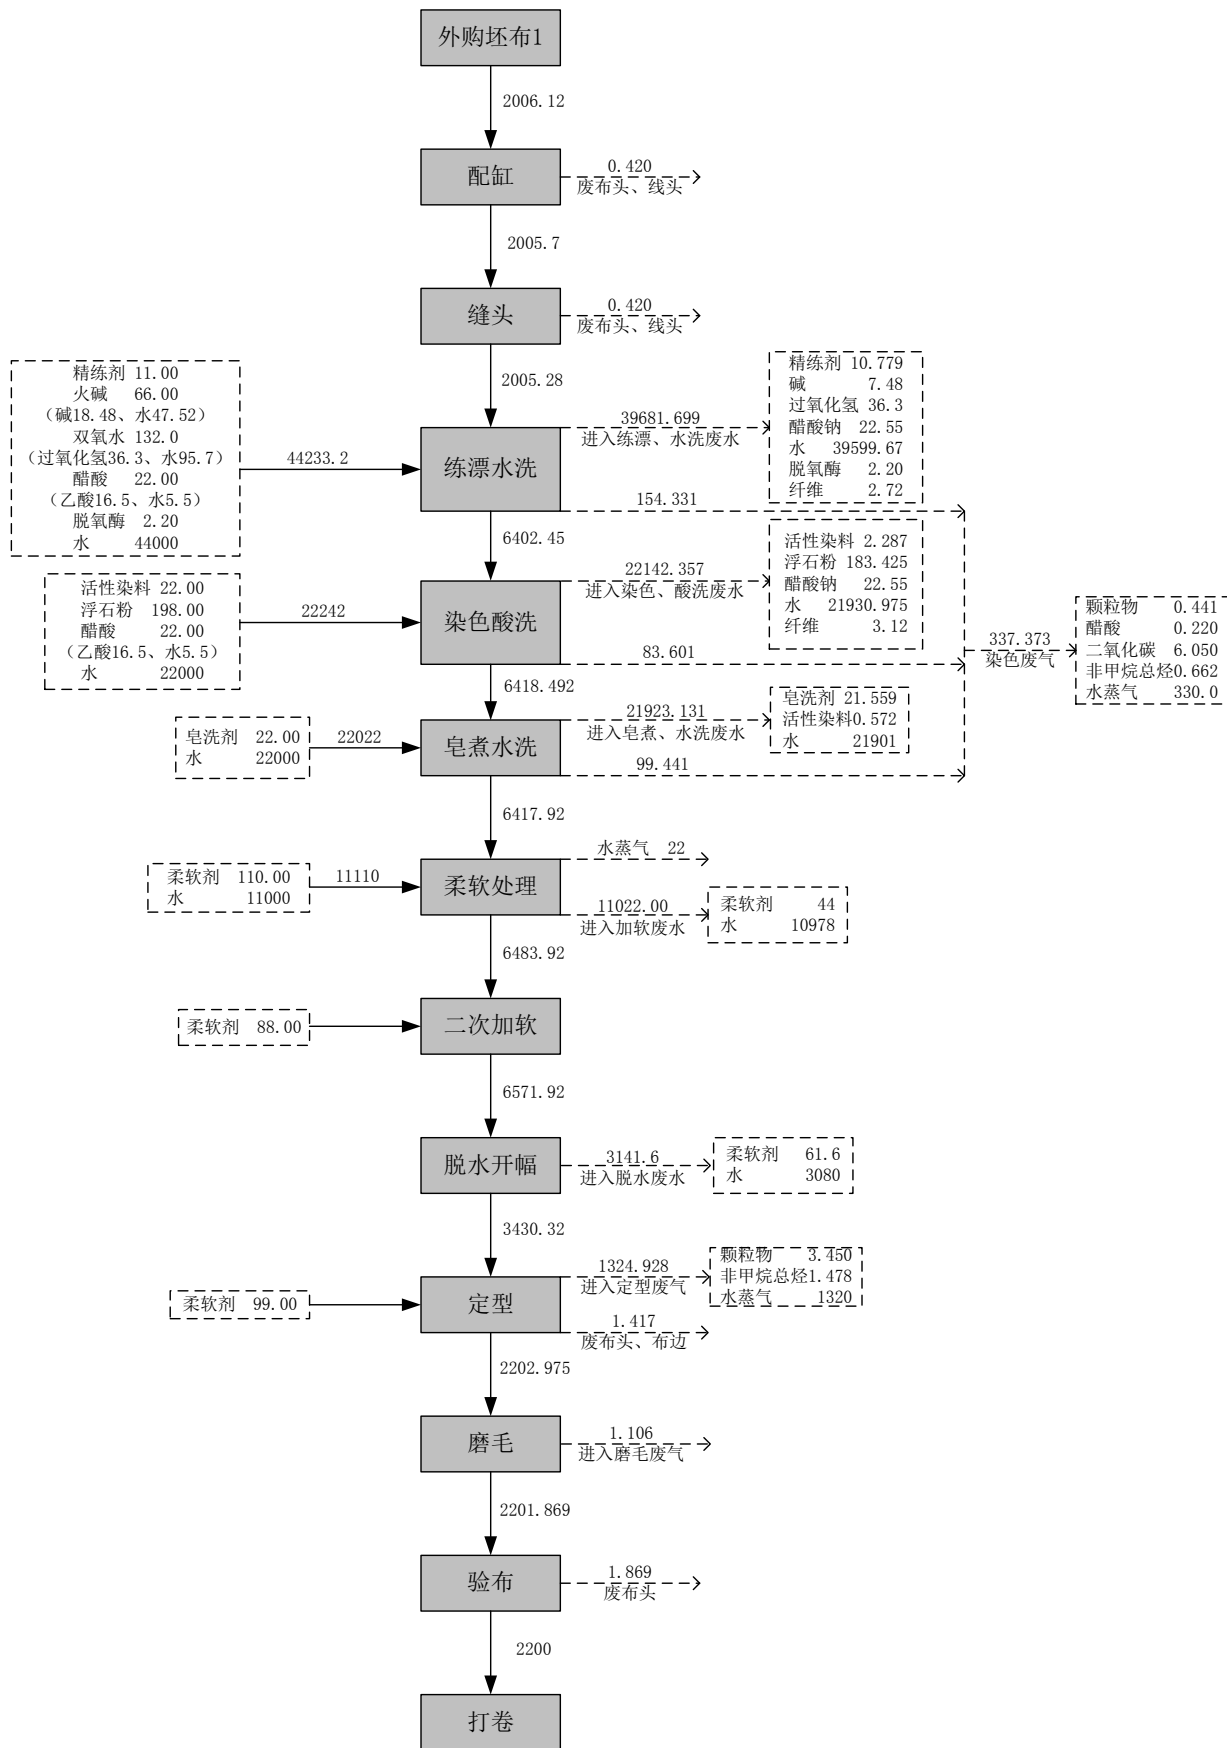 外购坯布1
2006.12
配缸
0.420
废布头、线头
2005.7
缝头
0.420
废布头、线头
2005.28
精练剂 11.00
火碱 66.00
（碱18.48、水47.52）
双氧水 132.0
（过氧化氢36.3、水95.7）
醋酸 22.00
（乙酸16.5、水5.5）
脱氧酶 2.20
水 44000
44233.2
练漂水洗
39681.699
进入练漂、水洗废水
精练剂 10.779
碱 7.48
过氧化氢 36.3
醋酸钠 22.55
水 39599.67
脱氧酶 2.20
纤维 2.72
154.331
6402.45
活性染料 22.00
浮石粉 198.00
醋酸 22.00
（乙酸16.5、水5.5）
水 22000
22242
染色酸洗
22142.357
进入染色、酸洗废水
活性染料 2.287
浮石粉 183.425
醋酸钠 22.55
水 21930.975
纤维 3.12
83.601
337.373
染色废气
颗粒物 0.441
醋酸 0.220
二氧化碳 6.050
非甲烷总烃0.662
水蒸气 330.0
6418.492
皂洗剂 22.00
水 22000
22022
皂煮水洗
21923.131
进入皂煮、水洗废水
皂洗剂 21.559
活性染料0.572
水 21901
99.441
6417.92
柔软剂 110.00
水 11000
11110
柔软处理
水蒸气 22
11022.00
进入加软废水
柔软剂 44
水 10978
6483.92
柔软剂 88.00
二次加软
6571.92
脱水开幅
3141.6
进入脱水废水
柔软剂 61.6
水 3080
3430.32
柔软剂 99.00
定型
1324.928
进入定型废气
颗粒物 3.450
非甲烷总烃1.478
水蒸气 1320
1.417
废布头、布边
2202.975
磨毛
1.106
进入磨毛废气
2201.869
验布
1.869
废布头
2200
打卷